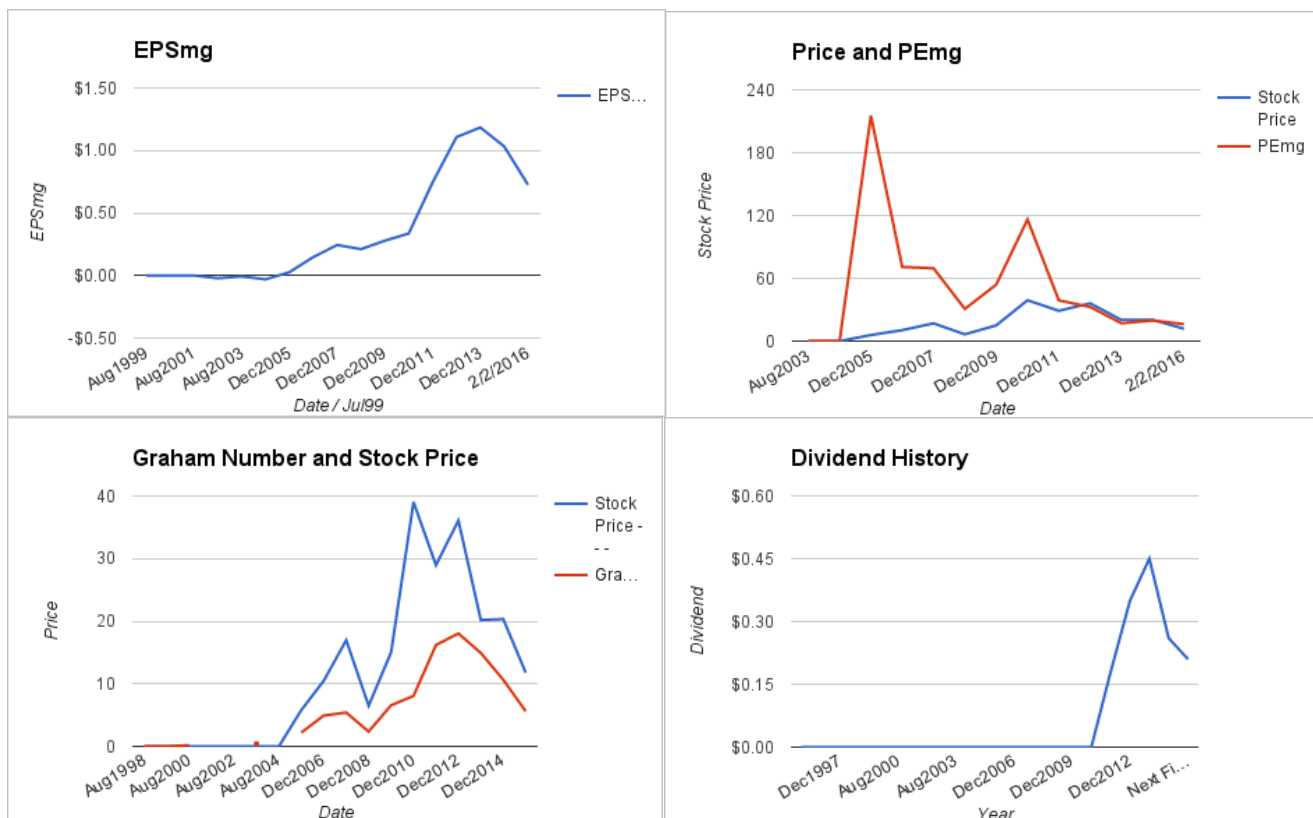 EPSmg
$1.50
$1.00
$0.50
$0.00
-$0.50
EPSmg
Aug1999
Aug2001
Aug2003
Dec2005
Dec2007
Dec2009
Dec2011
Dec2013
2/2/2016
Date / Jul99
EPS...
Price and PEmg
240
180
120
60
0
Stock Price
Aug2003
Dec2005
Dec2007
Dec2009
Dec2011
Dec2013
2/2/2016
Date
Stock
Price
PEmg
Graham Number and Stock Price
40
30
20
10
0
Price
Aug1998
Aug2000
Aug2002
Aug2004
Dec2006
Dec2008
Dec2010
Dec2012
Dec2014
Date
Stock
Price -
- -
Gra...
Dividend History
$0.60
$0.45
$0.30
$0.15
$0.00
Dividend
Dec1997
Aug2000
Aug2003
Dec2006
Dec2009
Dec2012
Next Fi...
Year